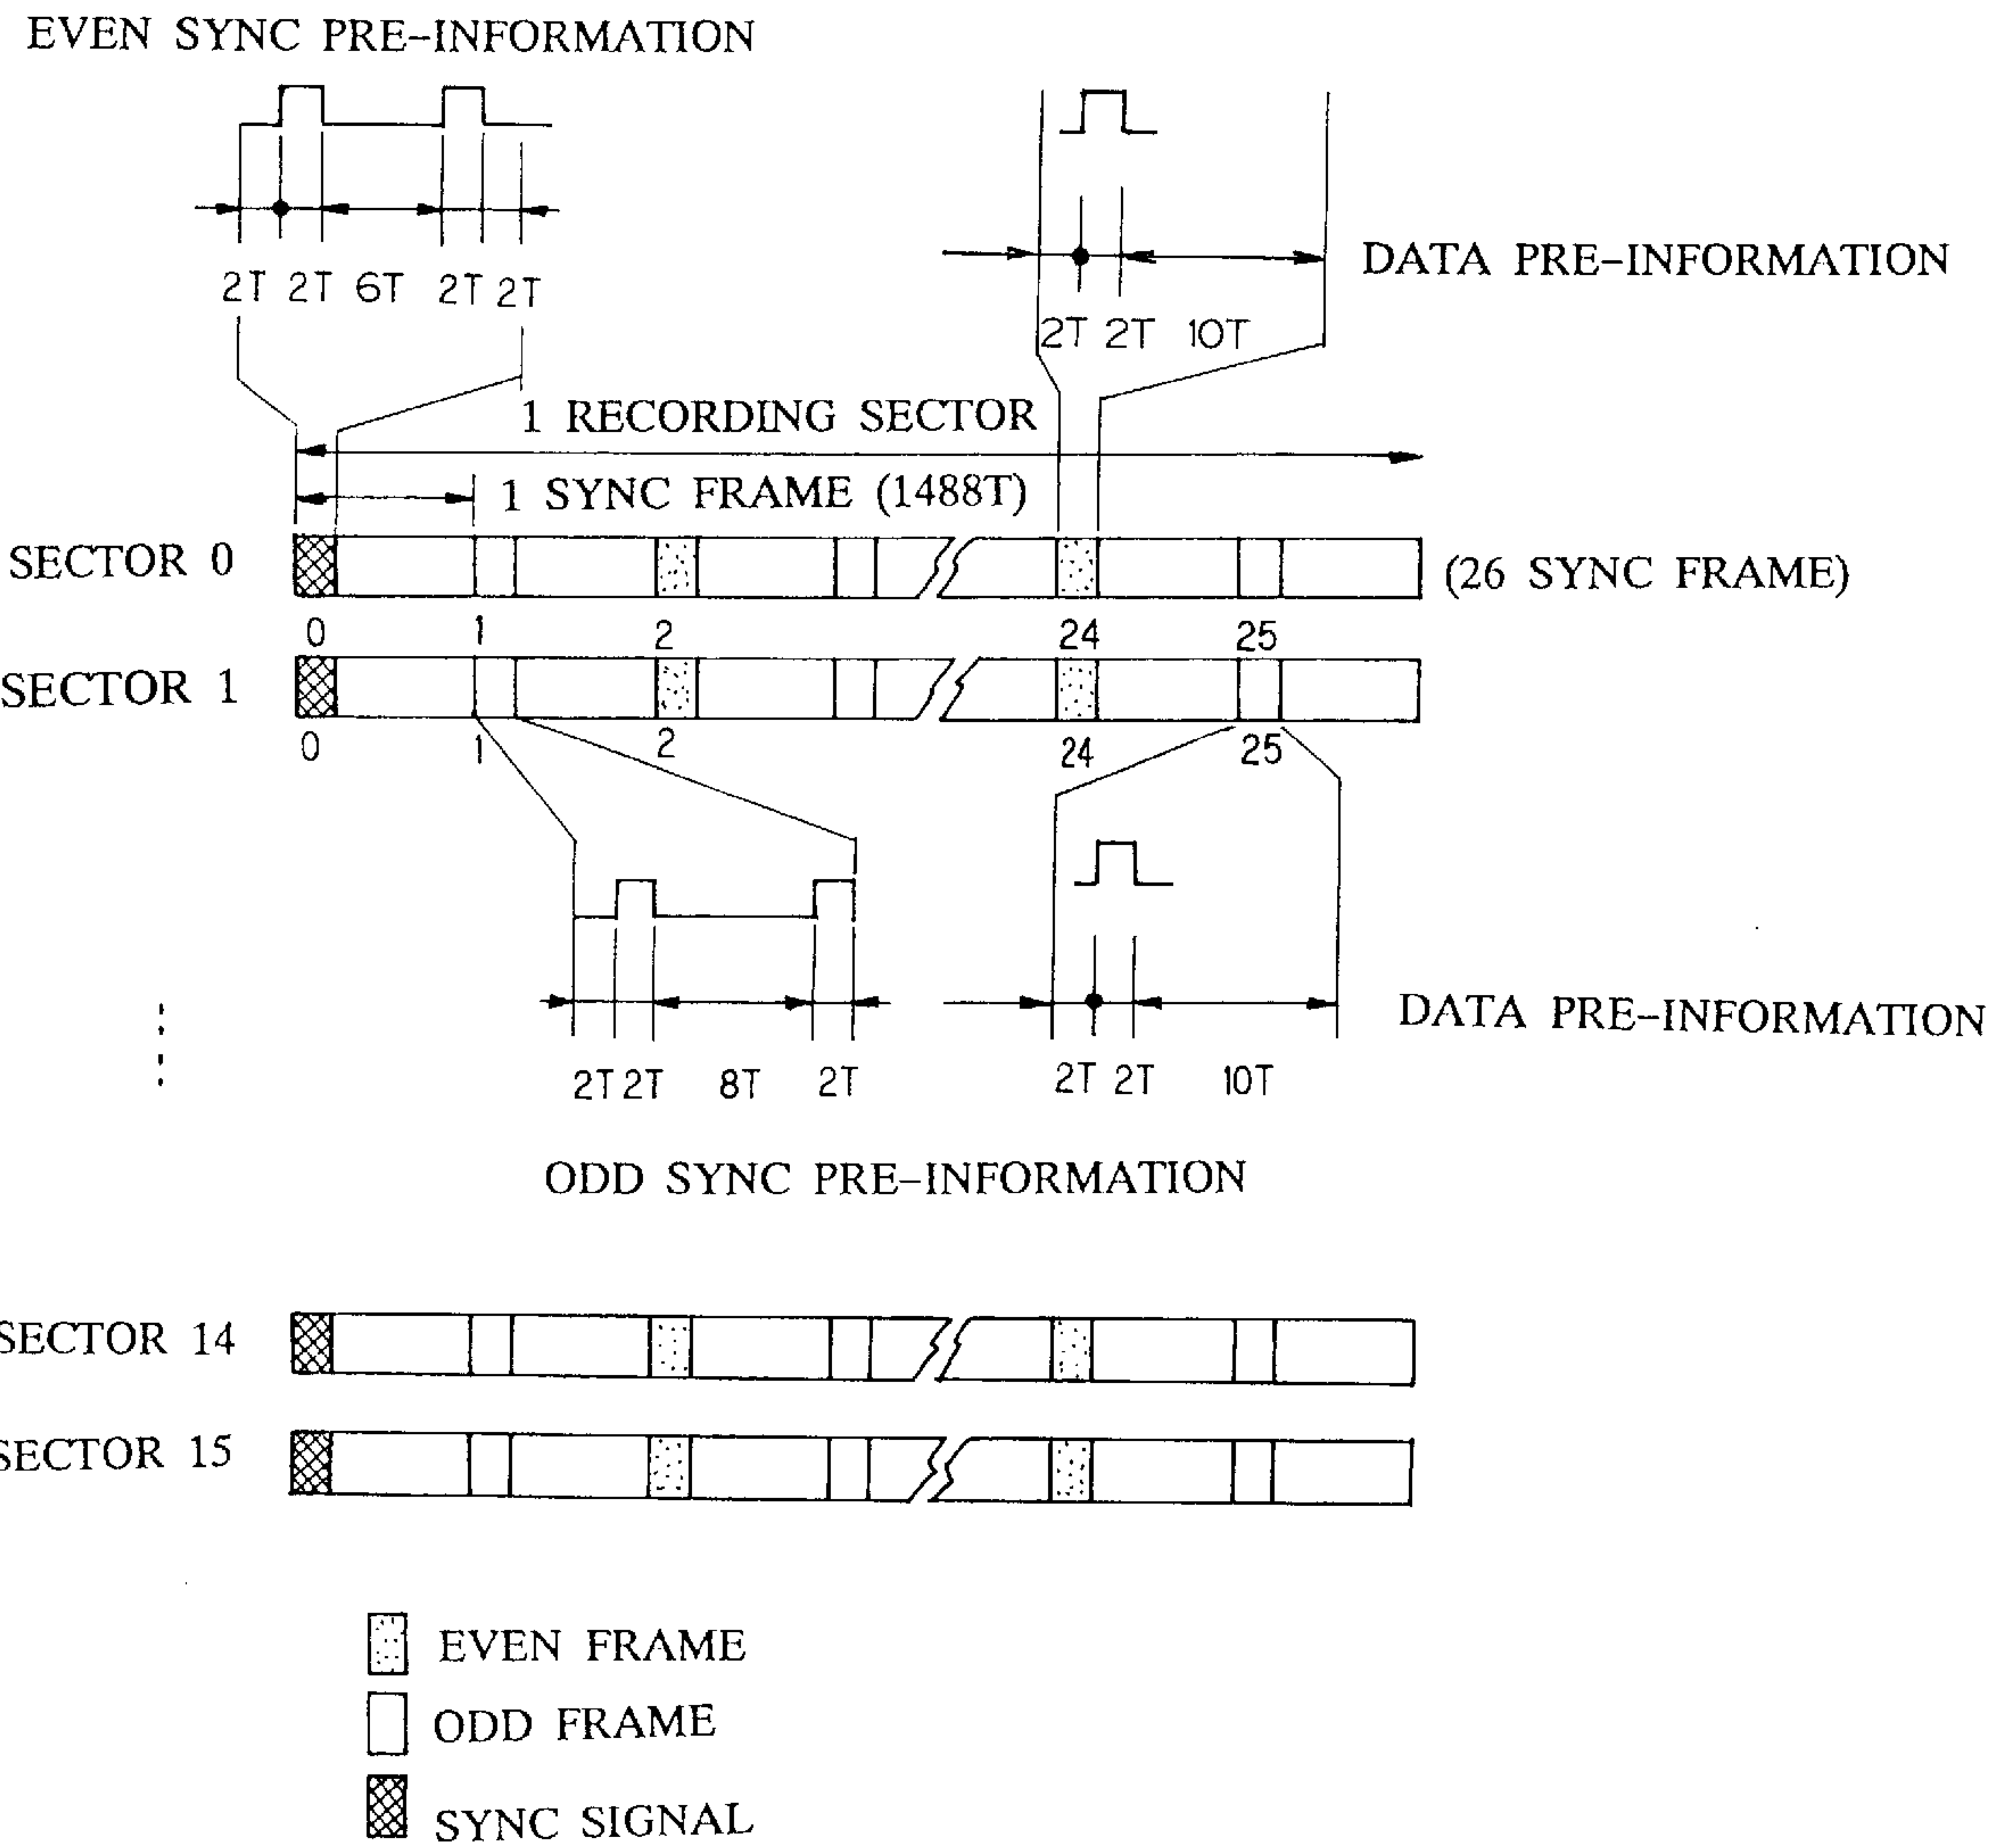 EVEN SYNC PRE-INFORMATION
2T 2T 6T 2T 2T
DATA PRE-INFORMATION
2T 2T 10T
1 RECORDING SECTOR
1 SYNC FRAME (1488T)
SECTOR 0
(26 SYNC FRAME)
0 1 2 24 25
SECTOR 1
0 1 2 24 25
DATA PRE-INFORMATION
2T 2T 8T 2T
2T 2T 10T
ODD SYNC PRE-INFORMATION
SECTOR 14
SECTOR 15
EVEN FRAME
ODD FRAME
SYNC SIGNAL